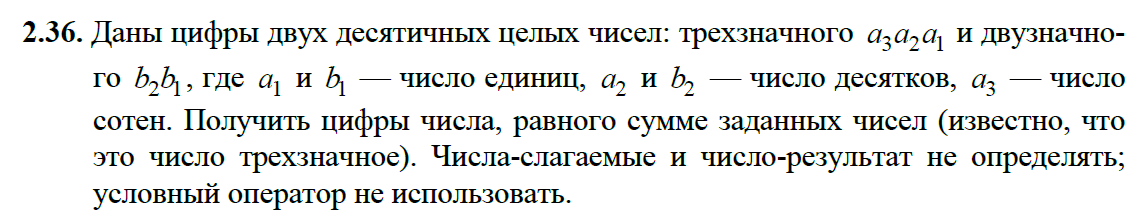 2.36. Даны цифры двух десятичных целых чисел: трехзначного a₃a₂a₁ и двузначно-
го b₂b₁, где a₁ и b₁ — число единиц, a₂ и b₂ — число десятков, a₃ — число
сотен. Получить цифры числа, равного сумме заданных чисел (известно, что
это число трехзначное). Числа-слагаемые и число-результат не определять;
условный оператор не использовать.